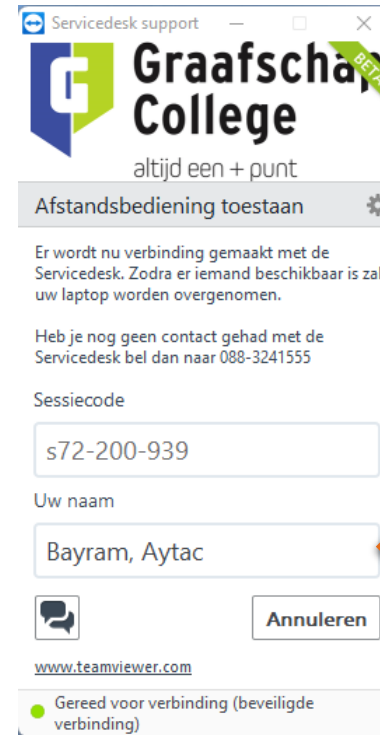 Servicedesk support
Graafschap
College
BETA
altijd een + punt
Afstandsbediening toestaan
Er wordt nu verbinding gemaakt met de
Servicedesk. Zodra er iemand beschikbaar is zal
uw laptop worden overgenomen.
Heb je nog geen contact gehad met de
Servicedesk bel dan naar 088-3241555
Sessiecode
s72-200-939
Uw naam
Bayram, Aytac
Annuleren
www.teamviewer.com
Gereed voor verbinding (beveiligde
verbinding)